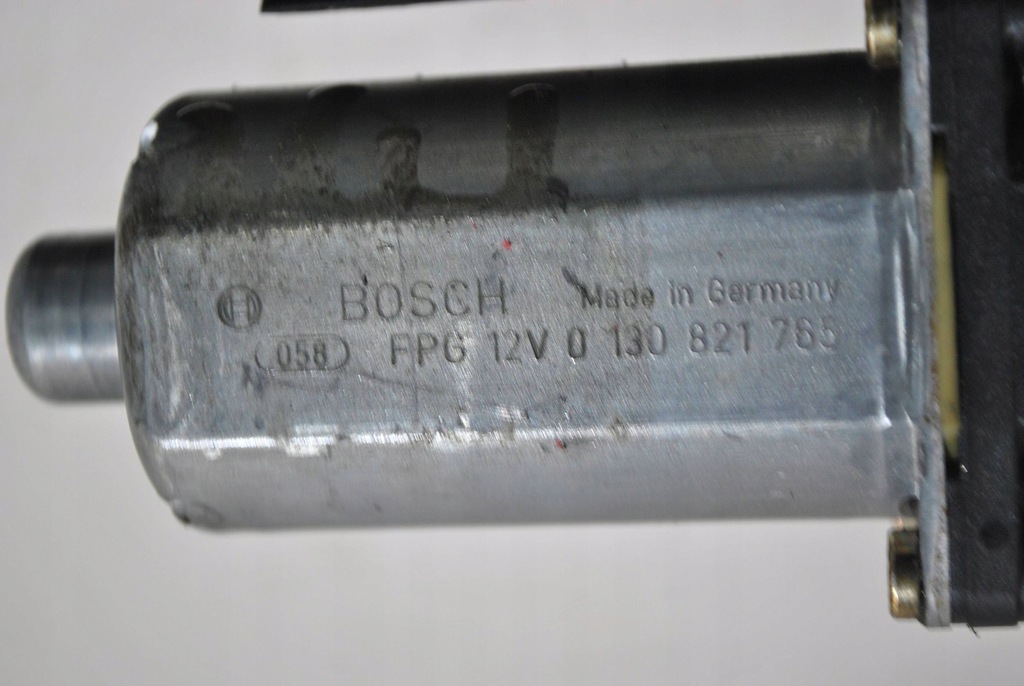 BOSCH Made in Germany
058 FPG 12V 0 130 821 765